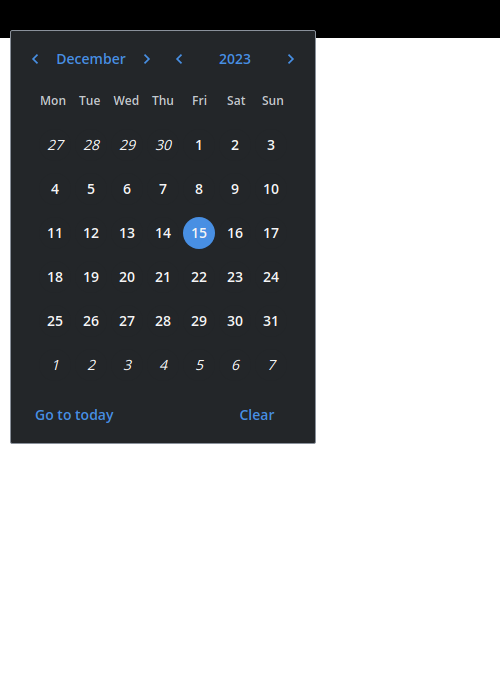 December 2023
Mon Tue Wed Thu Fri Sat Sun
27 28 29 30 1 2 3
4 5 6 7 8 9 10
11 12 13 14 15 16 17
18 19 20 21 22 23 24
25 26 27 28 29 30 31
1 2 3 4 5 6 7
Go to today Clear